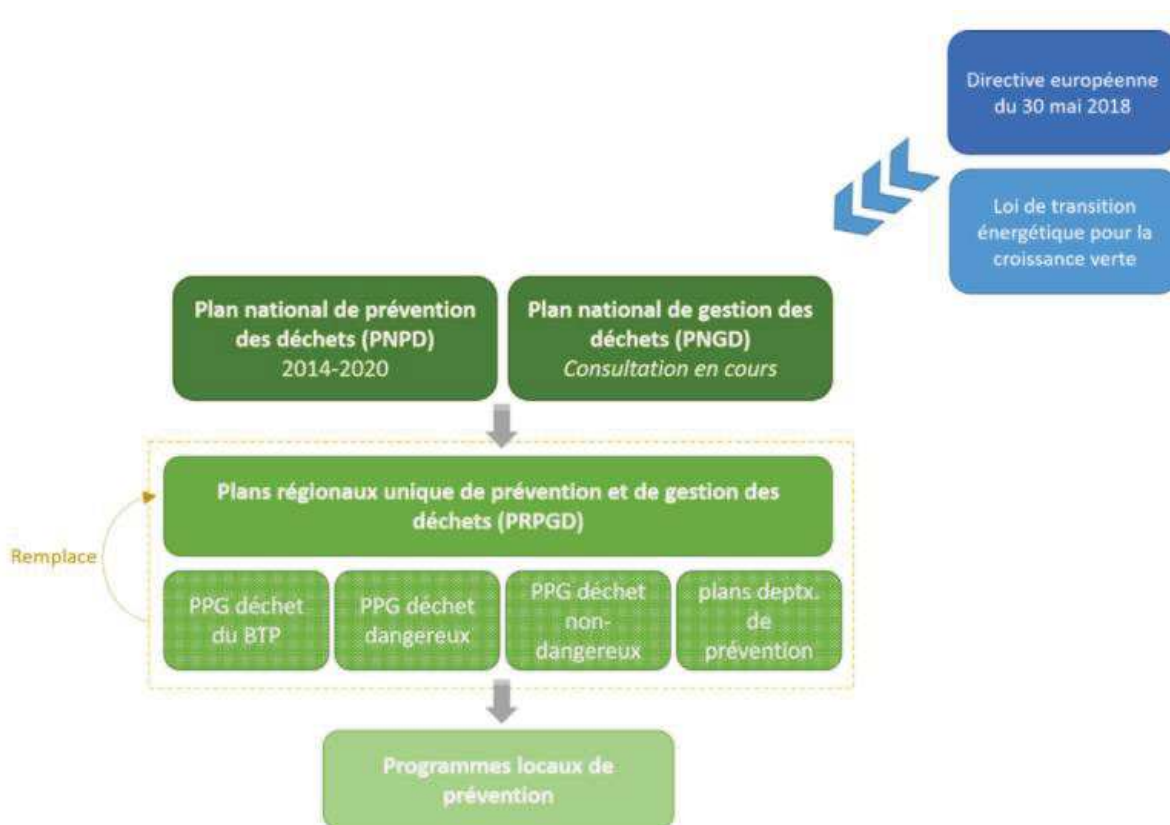 Directive européenne
du 30 mai 2018
Loi de transition
énergétique pour la
croissance verte
Plan national de prévention
des déchets (PNPD)
2014-2020
Plan national de gestion des
déchets (PNGD)
Consultation en cours
Plans régionaux unique de prévention et de gestion des
déchets (PRPGD)
Remplace
PPG déchet
du BTP
PPG déchet
dangereux
PPG déchet
non-
dangereux
plans deptx.
de
prévention
Programmes locaux de
prévention